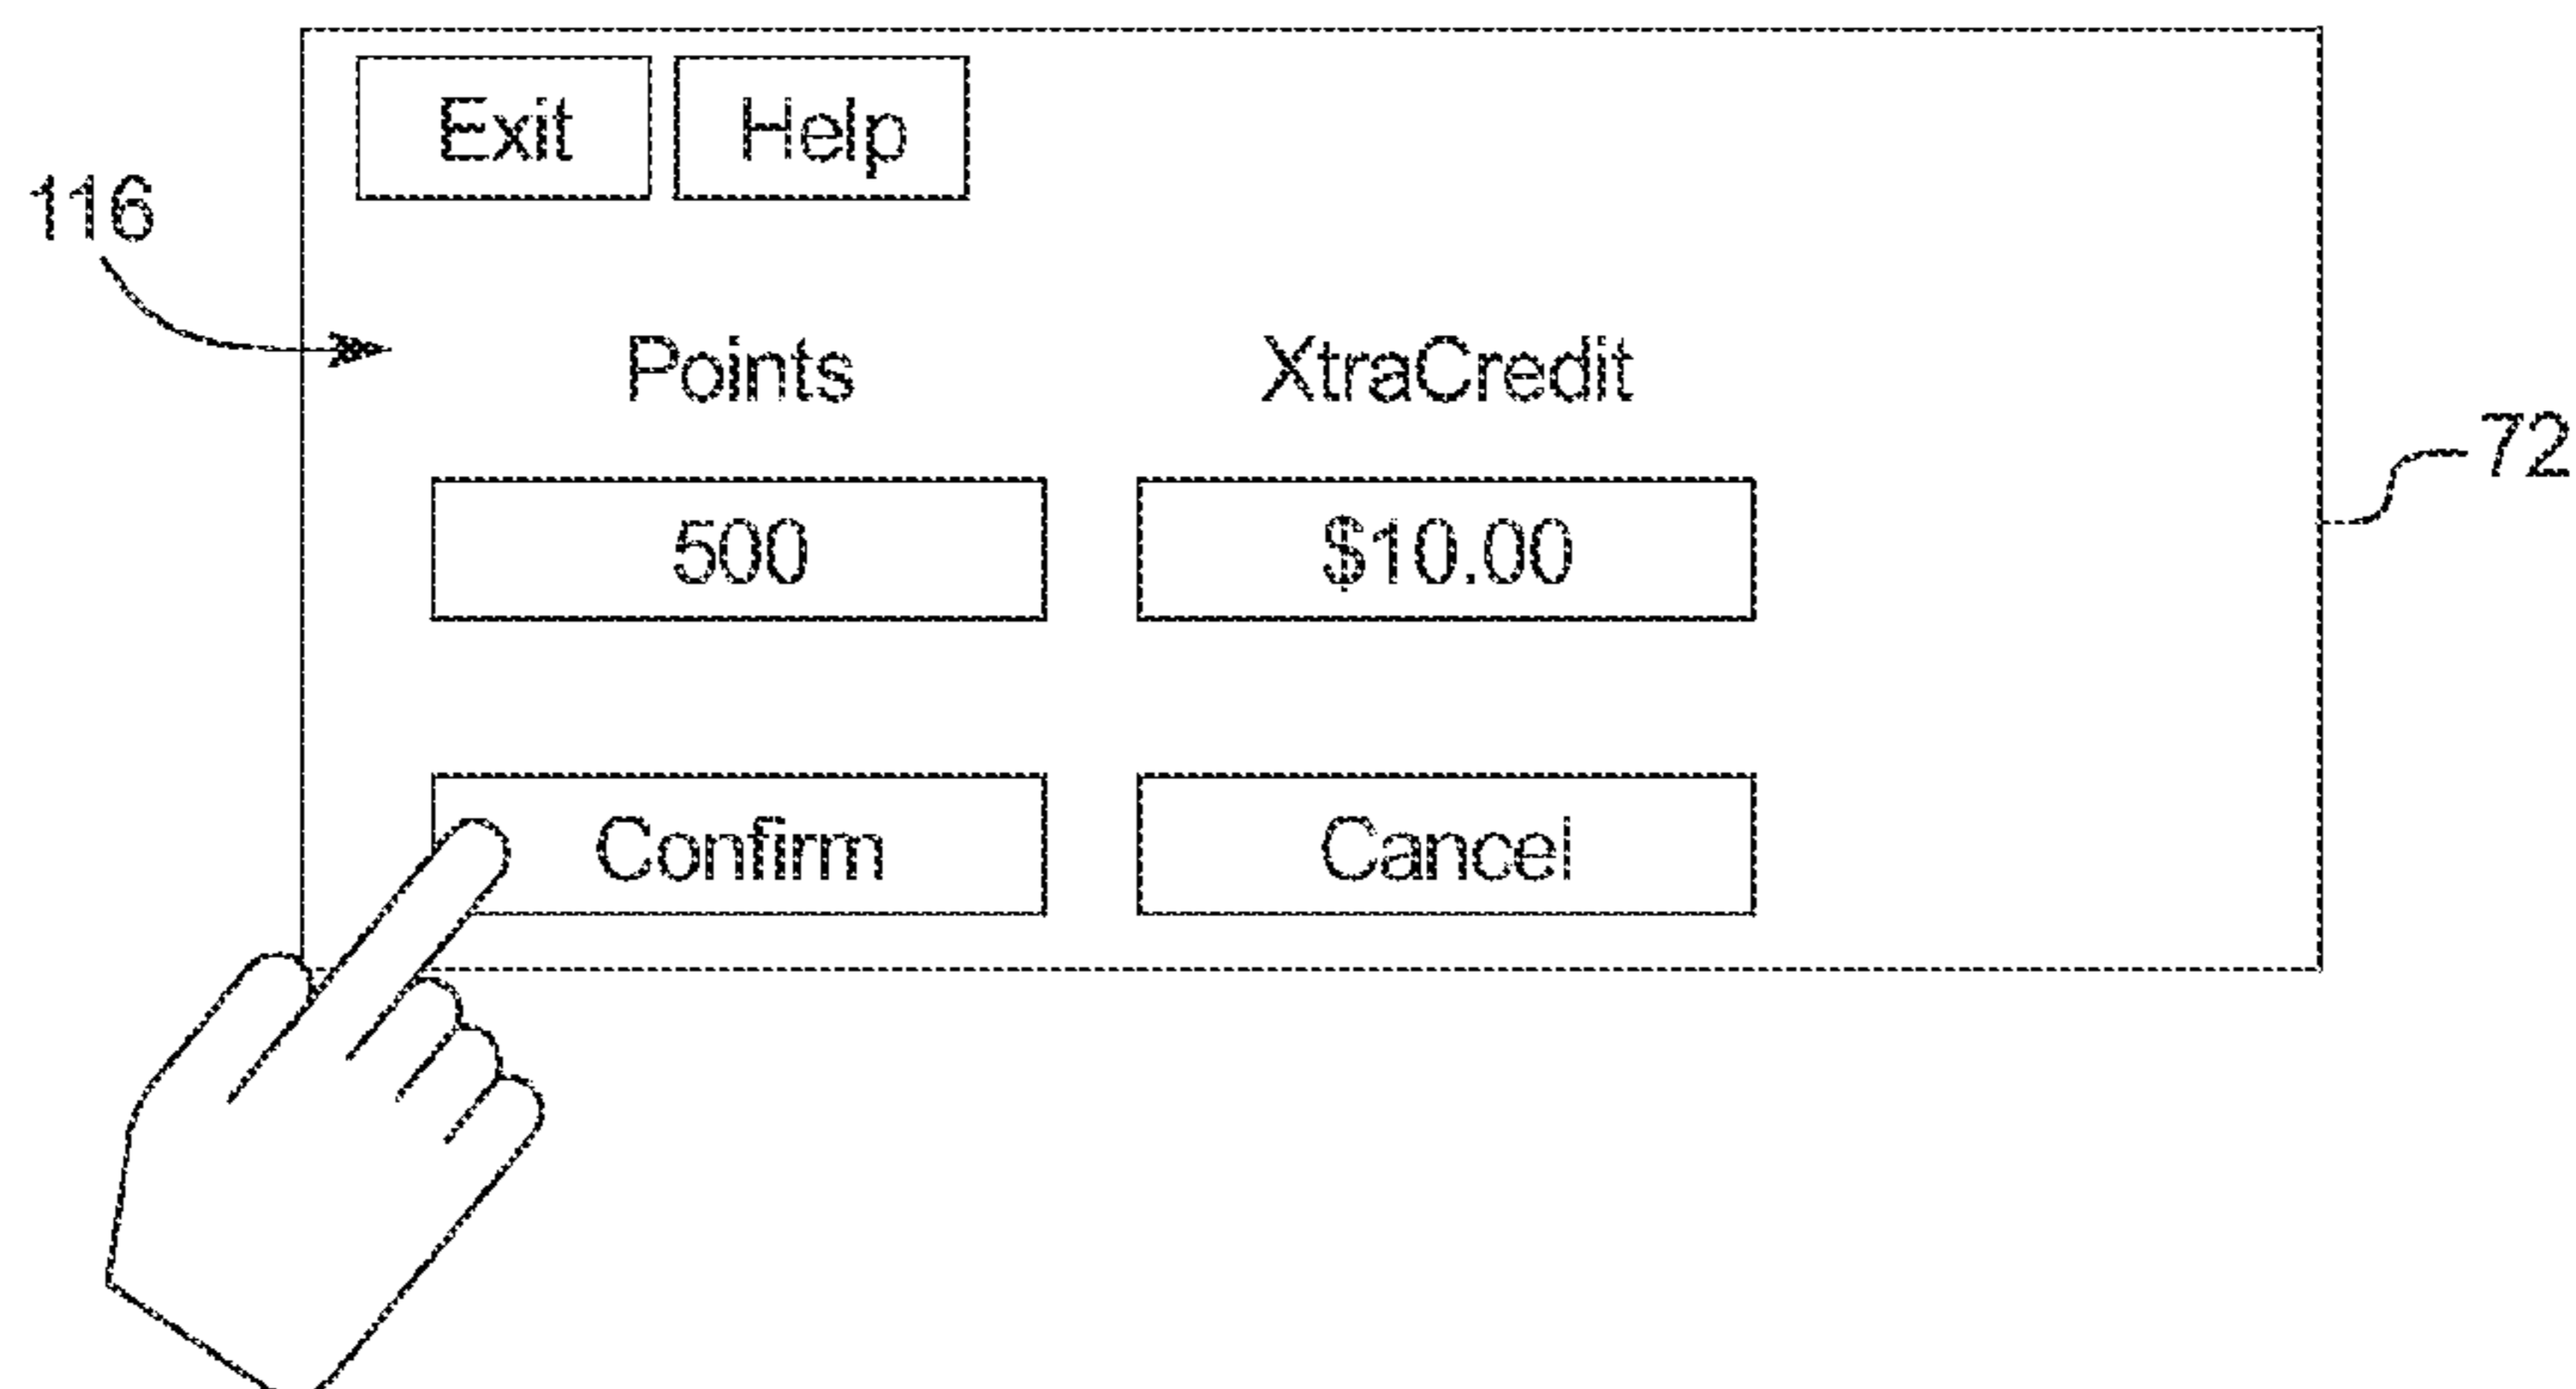 Exit Help
116
Points XtraCredit
72
500 $10.00
Confirm Cancel